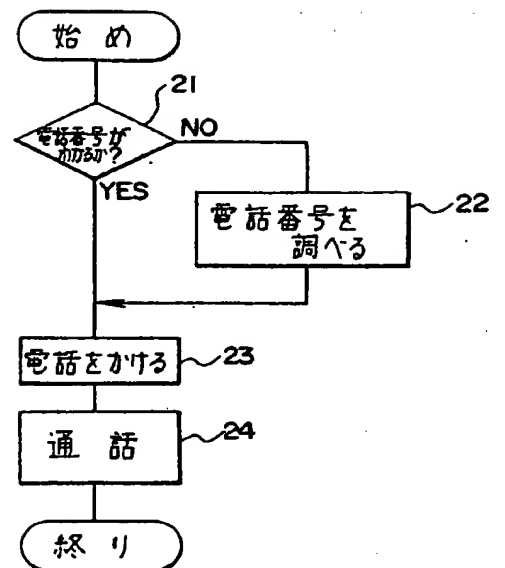 始 め
21
電話番号が
わかるか?
NO
YES
電話番号を
調べる
22
電話をかける
23
通 話
24
終 り